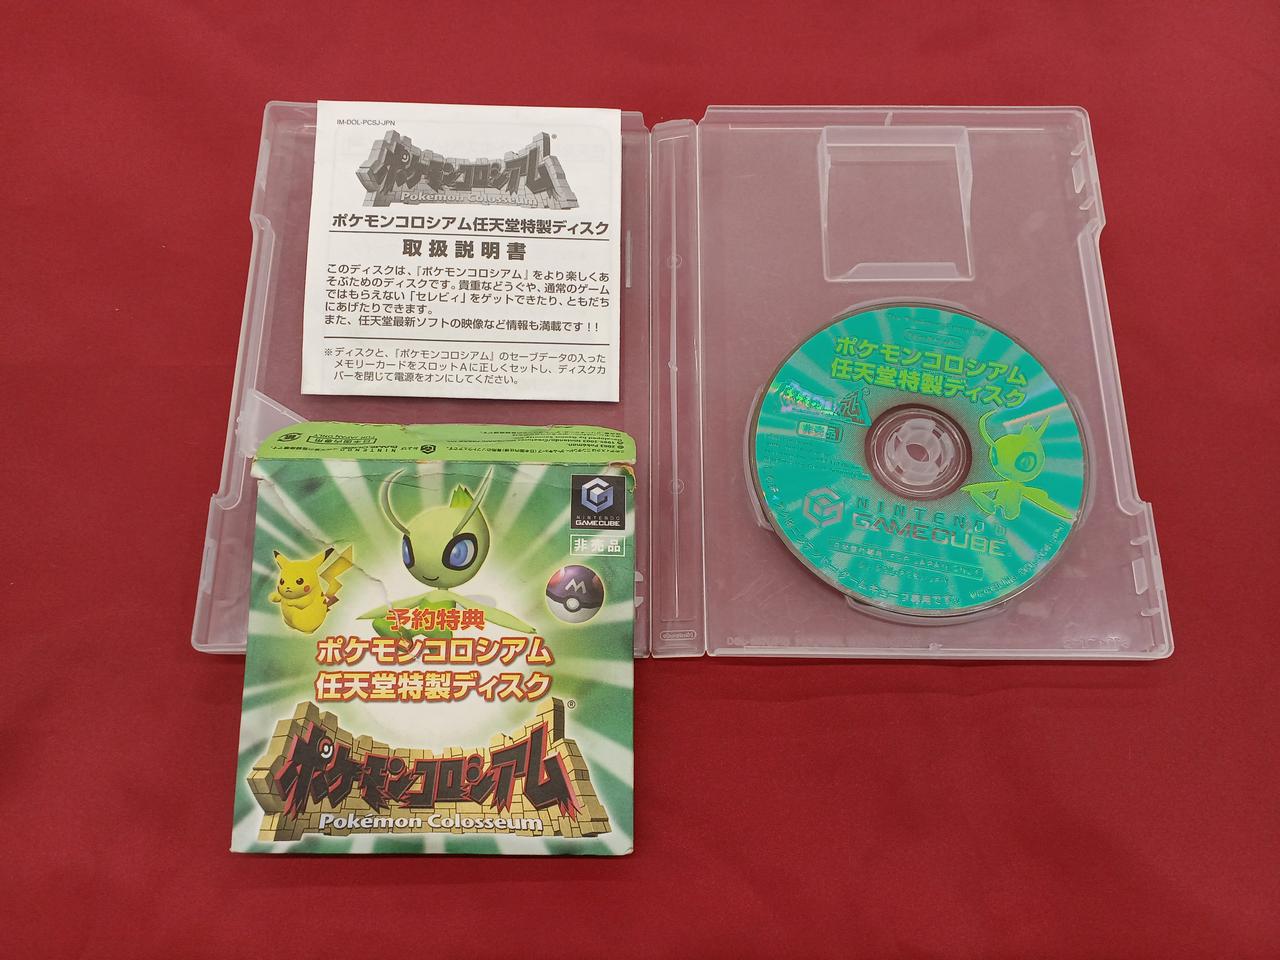 IM-DOL-PCSJ-JPN
ポケモンコロシアム®
Pokémon Colosseum
ポケモンコロシアム任天堂特製ディスク
取扱説明書
このディスクは、『ポケモンコロシアム』をより楽しくあ
そぶためのディスクです。貴重などうぐや、通常のゲーム
ではもらえない「セレビィ」をゲットできたり、ともだち
にあげたりできます。
また、任天堂最新ソフトの映像など情報も満載です!!
※ディスクと、『ポケモンコロシアム』のセーブデータの入った
メモリーカードをスロットAに正しくセットし、ディスクカ
バーを閉じて電源をオンにしてください。
日本国内専用
FOR JAPAN ONLY
NINTENDO
GAMECUBE
非売品
M
予約特典
ポケモンコロシアム
任天堂特製ディスク
ポケモンコロシアム®
Pokémon Colosseum
ポケモンコロシアム
任天堂特製ディスク
非売品
NINTENDO
GAMECUBE
Nintendo